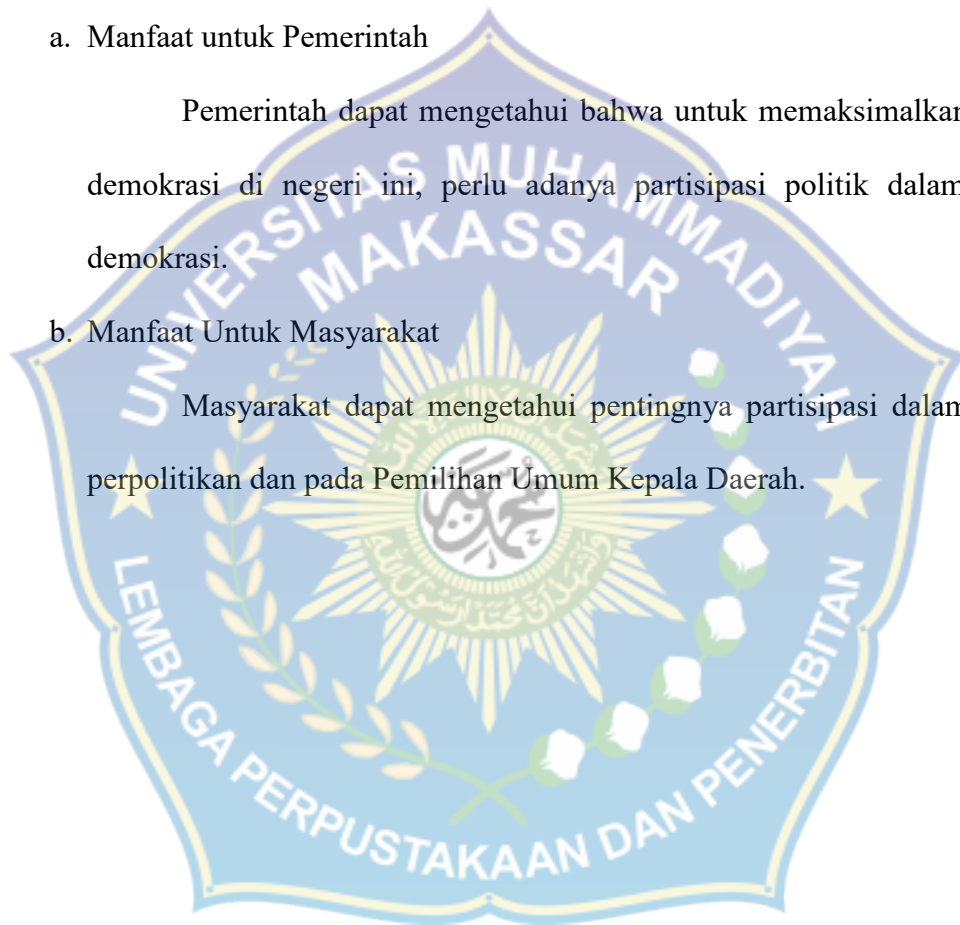 a. Manfaat untuk Pemerintah
Pemerintah dapat mengetahui bahwa untuk memaksimalkan
demokrasi di negeri ini, perlu adanya partisipasi politik dalam
demokrasi.
b. Manfaat Untuk Masyarakat
Masyarakat dapat mengetahui pentingnya partisipasi dalam
perpolitikan dan pada Pemilihan Umum Kepala Daerah.
UNIVERSITAS MUHAMMADIYAH
MAKASSAR
LEMBAGA PERPUSTAKAAN DAN PENERBITAN